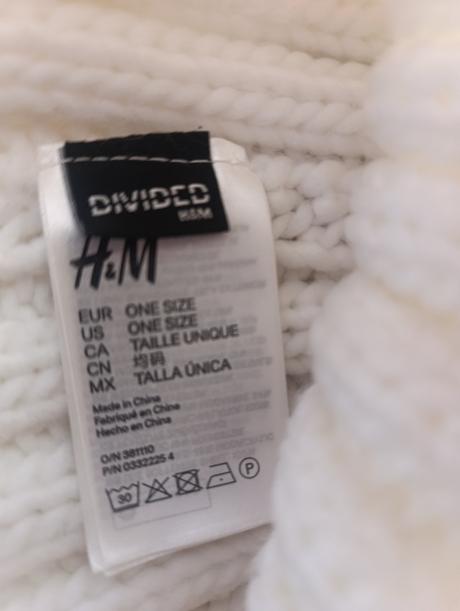 DIVIDED
H&M
H&M
EUR ONE SIZE
US ONE SIZE
CA TAILLE UNIQUE
CN 均码
MX TALLA ÚNICA
Made in China
Fabriqué en China
Hecho en China
O/N 381110
P/N 0332225 4
30 P